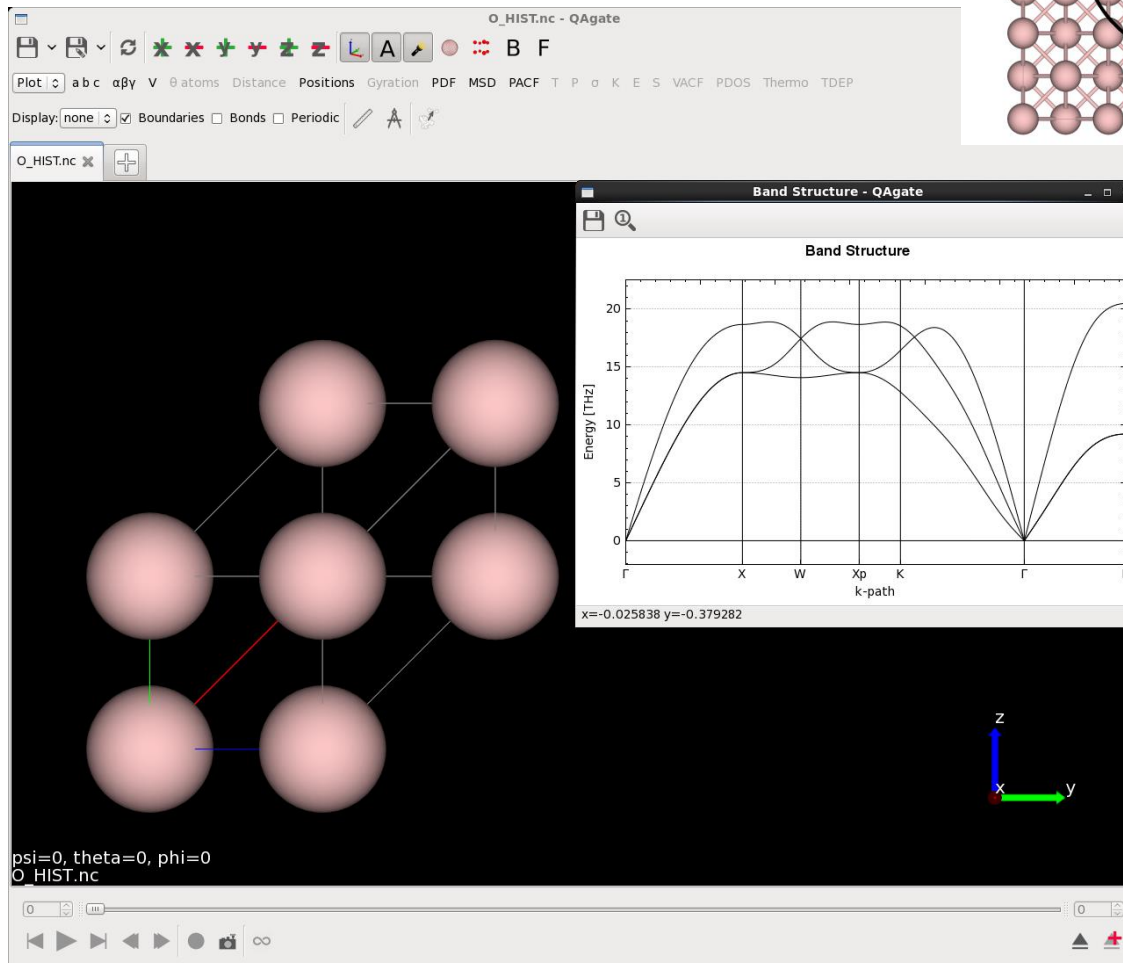 O_HIST.nc - QAgate
x x y y z z A B F
Plot a b c αβγ V θ atoms Distance Positions Gyration PDF MSD PACF T P σ K E S VACF PDOS Thermo TDEP
Display: none Boundaries Bonds Periodic
O_HIST.nc
Band Structure - QAgate
1
Band Structure
20
15
10
5
0
Energy [THz]
Γ X W Xp K Γ
k-path
x=-0.025838 y=-0.379282
z
x y
psi=0, theta=0, phi=0
O_HIST.nc
0 0